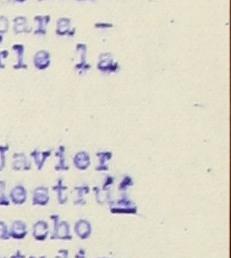 para -
rle la
Javier
destruí
hecho